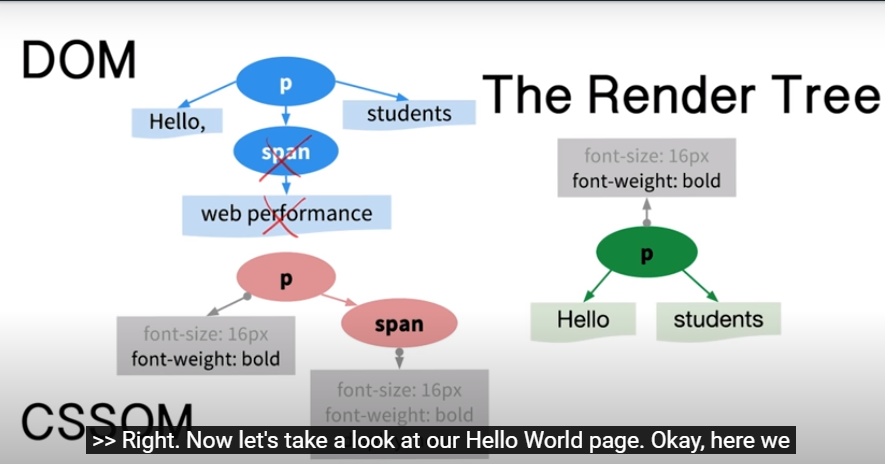 DOM
p
Hello,
students
span
web performance
The Render Tree
font-size: 16px
font-weight: bold
p
Hello
students
p
font-size: 16px
font-weight: bold
span
font-size: 16px
font-weight: bold
CSSOM
>> Right. Now let's take a look at our Hello World page. Okay, here we